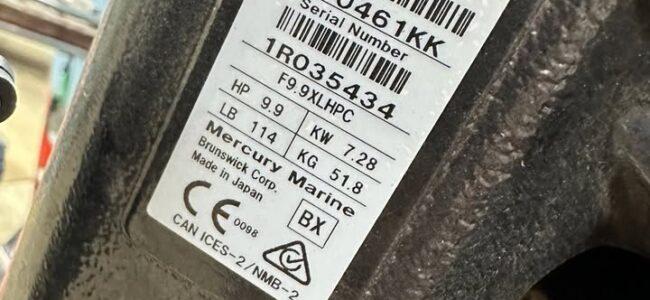 0461KK
Serial Number
1R035434
F9.9XLHPC
HP 9.9 KW 7.28
LB 114 KG 51.8
Mercury Marine
Brunswick Corp.
Made in Japan
CE 0098 BX
CAN ICES-2/NMB-2